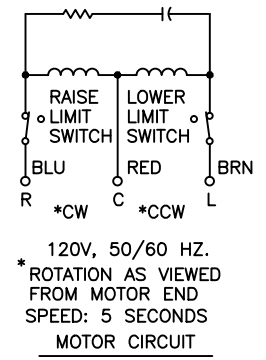 RAISE LOWER
LIMIT LIMIT
SWITCH SWITCH
BLU RED BRN
R C L
*CW *CCW
120V, 50/60 HZ.
* ROTATION AS VIEWED
FROM MOTOR END
SPEED: 5 SECONDS
MOTOR CIRCUIT